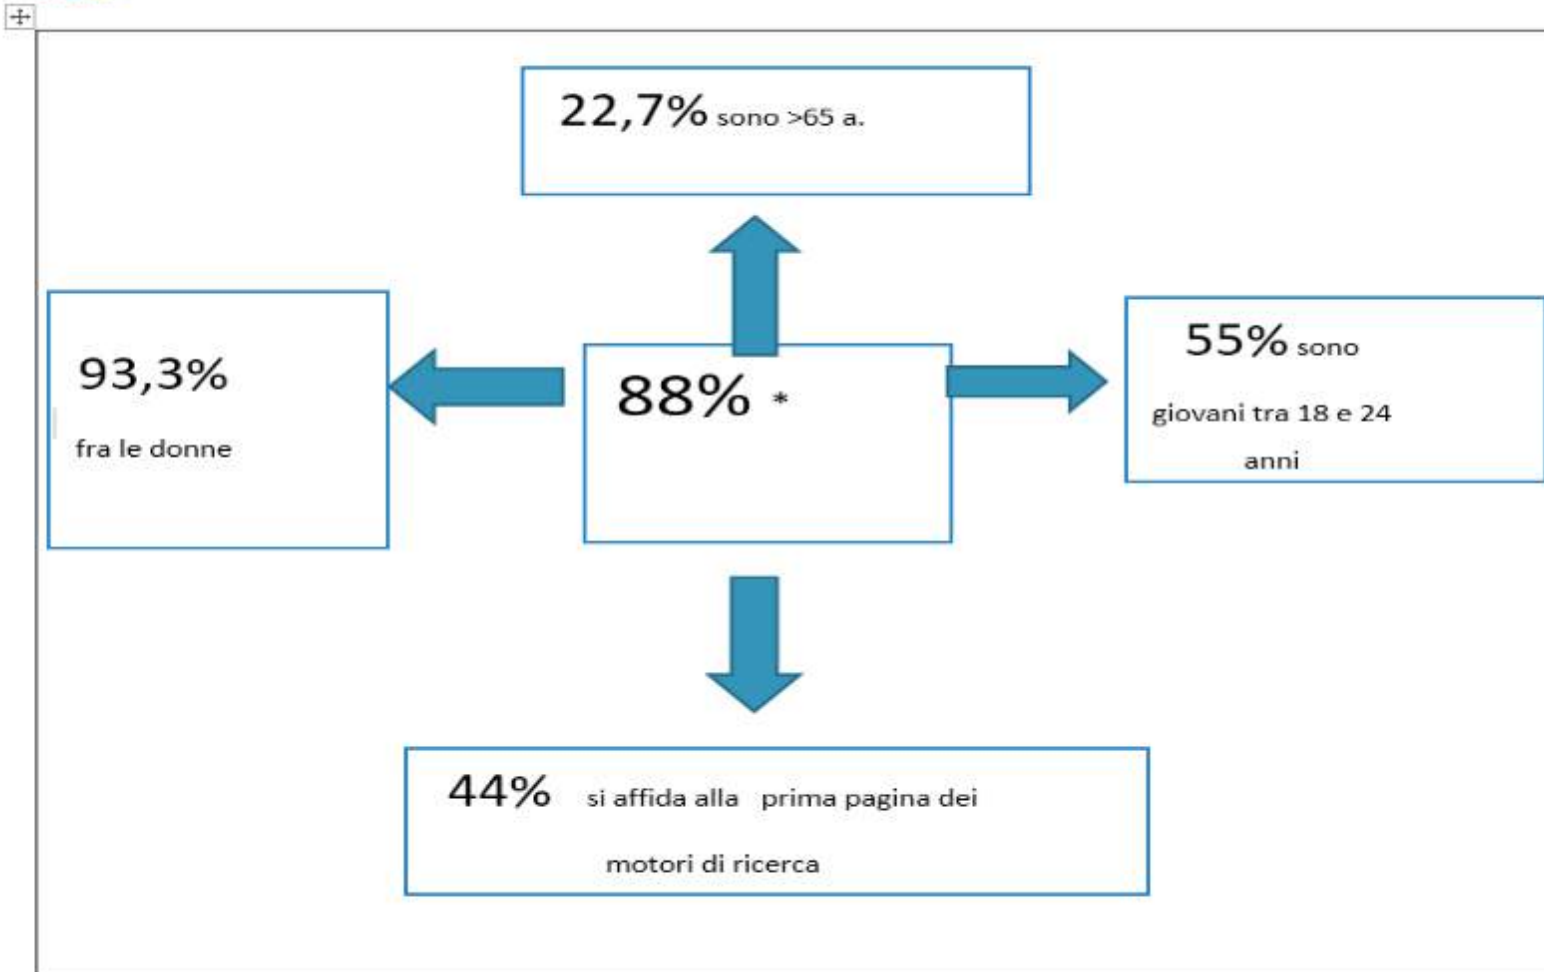 22,7% sono >65 a.
93,3%
fra le donne
88% *
55% sono
giovani tra 18 e 24
anni
44% si affida alla prima pagina dei
motori di ricerca